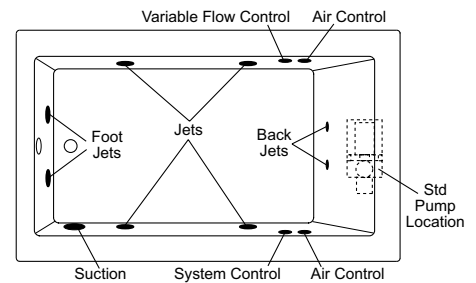 Variable Flow Control
Air Control
Foot
Jets
Jets
Back
Jets
Std
Pump
Location
Suction
System Control
Air Control